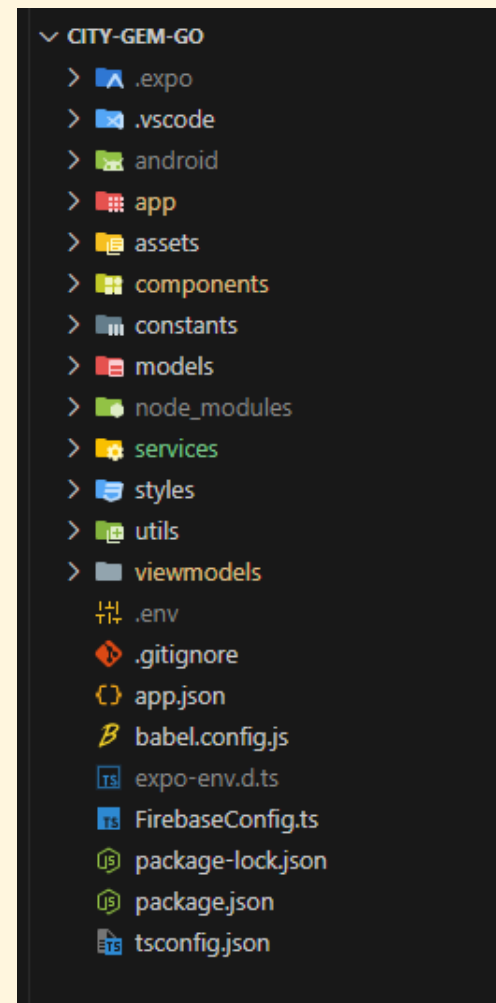 CITY-GEM-GO
.expo
.vscode
android
app
assets
components
constants
models
node_modules
services
styles
utils
viewmodels
.env
.gitignore
app.json
babel.config.js
expo-env.d.ts
FirebaseConfig.ts
package-lock.json
package.json
tsconfig.json